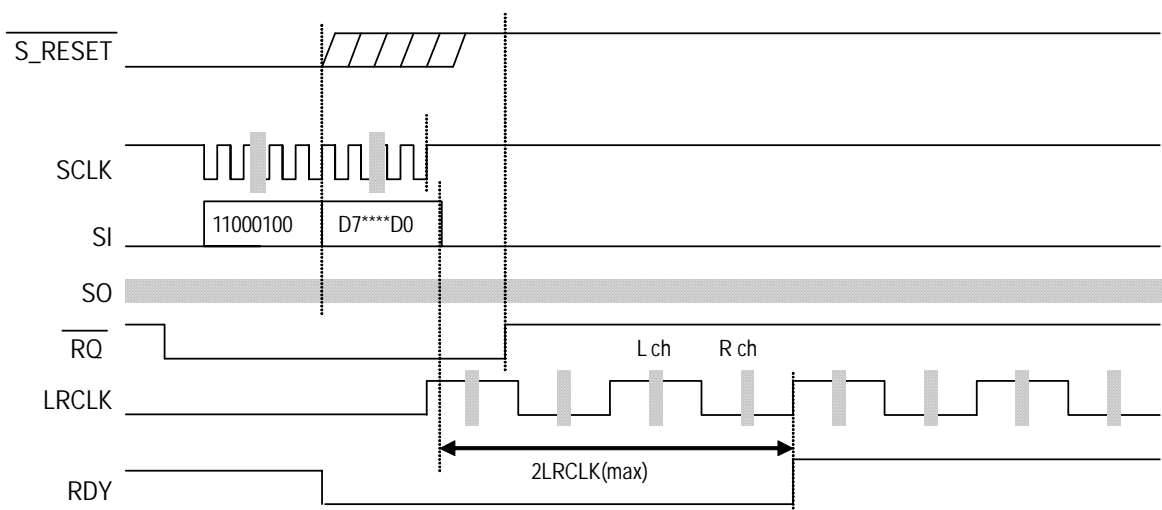 S_RESET
SCLK
SI
11000100
D7****D0
SO
RQ
L ch
R ch
LRCLK
2LRCLK(max)
RDY